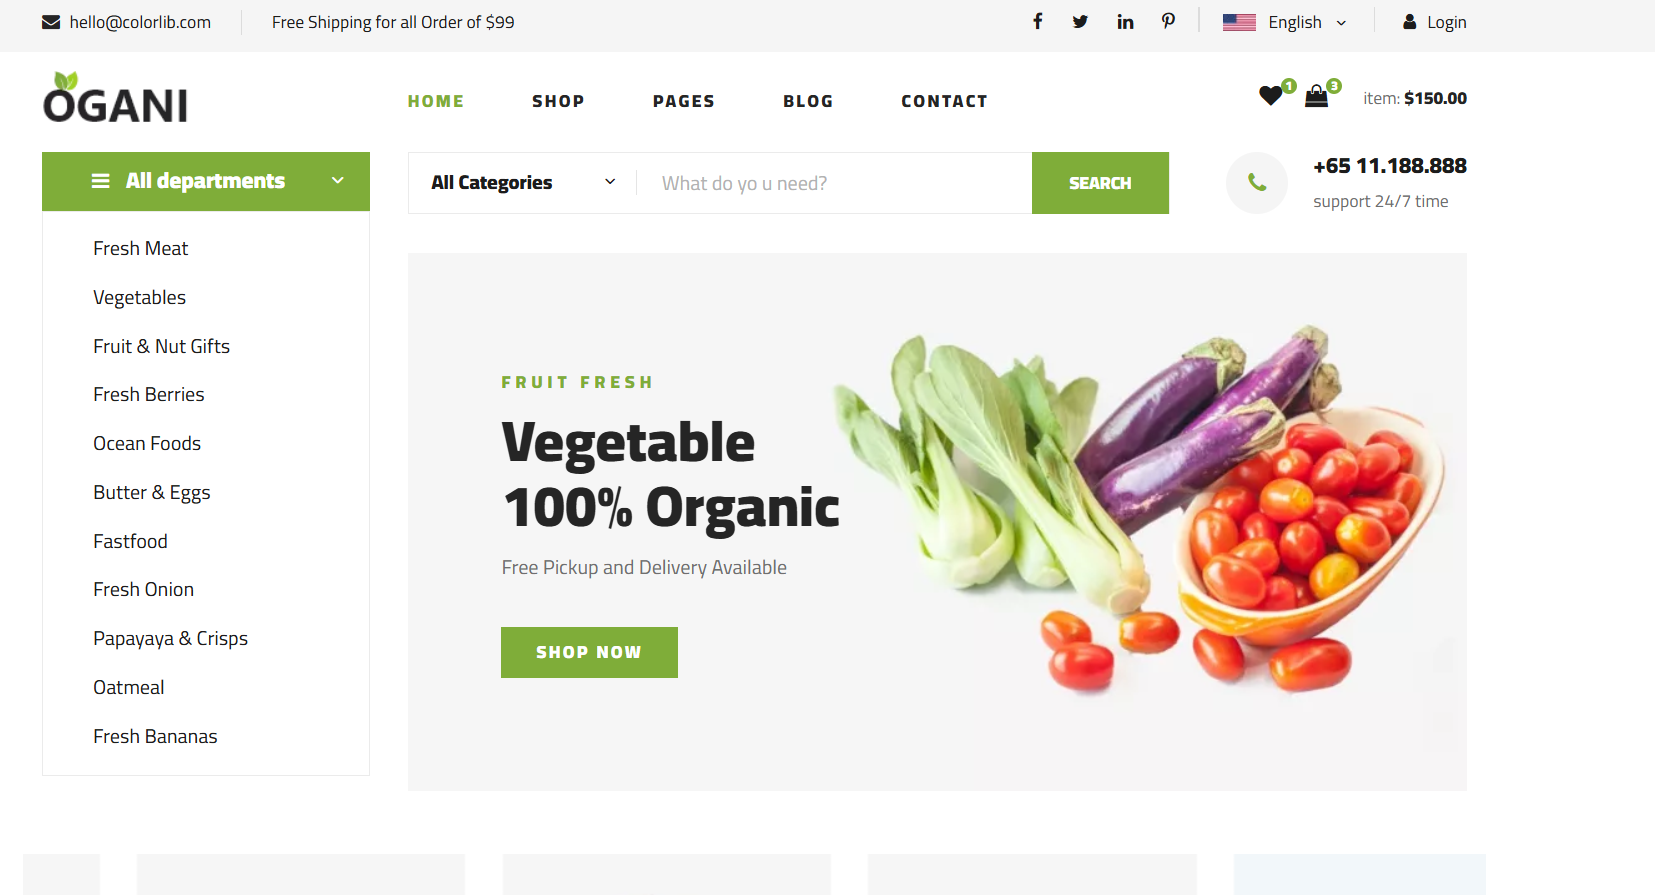 hello@colorlib.com
Free Shipping for all Order of $99
English
Login
OGANI
HOME
SHOP
PAGES
BLOG
CONTACT
1
3
item: $150.00
All departments
All Categories
What do yo u need?
SEARCH
+65 11.188.888
support 24/7 time
Fresh Meat
Vegetables
Fruit & Nut Gifts
Fresh Berries
Ocean Foods
Butter & Eggs
Fastfood
Fresh Onion
Papayaya & Crisps
Oatmeal
Fresh Bananas
FRUIT FRESH
Vegetable
100% Organic
Free Pickup and Delivery Available
SHOP NOW